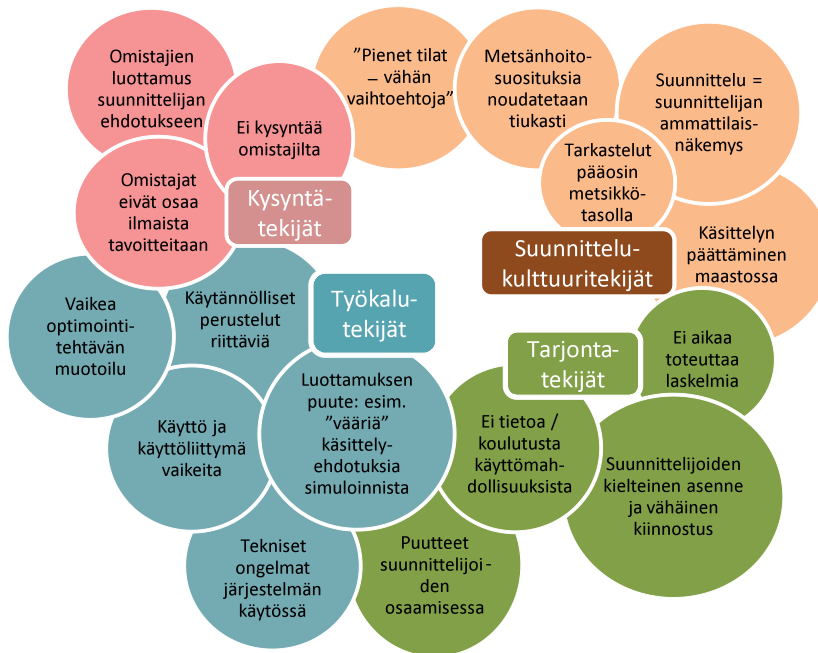 Omistajien
luottamus
suunnittelijan
ehdotukseen
Ei kysyntää
omistajilta
Omistajat
eivät osaa
ilmaista
tavoitteitaan
Kysyntä-
tekijät
”Pienet tilat
– vähän
vaihtoehtoja”
Metsänhoito-
suosituksia
noudatetaan
tiukasti
Suunnittelu =
suunnittelijan
ammattilais-
näkemys
Tarkastelut
pääosin
metsikkö-
tasolla
Käsittelyn
päättäminen
maastossa
Suunnittelu-
kulttuuritekijät
Vaikea
optimointi-
tehtävän
muotoilu
Käytännölliset
perustelut
riittäviä
Työkalu-
tekijät
Käyttö ja
käyttöliittymä
vaikeita
Luottamuksen
puute: esim.
”vääriä”
käsittely-
ehdotuksia
simuloinnista
Tekniset
ongelmat
järjestelmän
käytössä
Tarjonta-
tekijät
Ei aikaa
toteuttaa
laskelmia
Ei tietoa /
koulutusta
käyttömah-
dollisuuksista
Suunnittelijoiden
kielteinen asenne
ja vähäinen
kiinnostus
Puutteet
suunnittelijoi-
den
osaamisessa